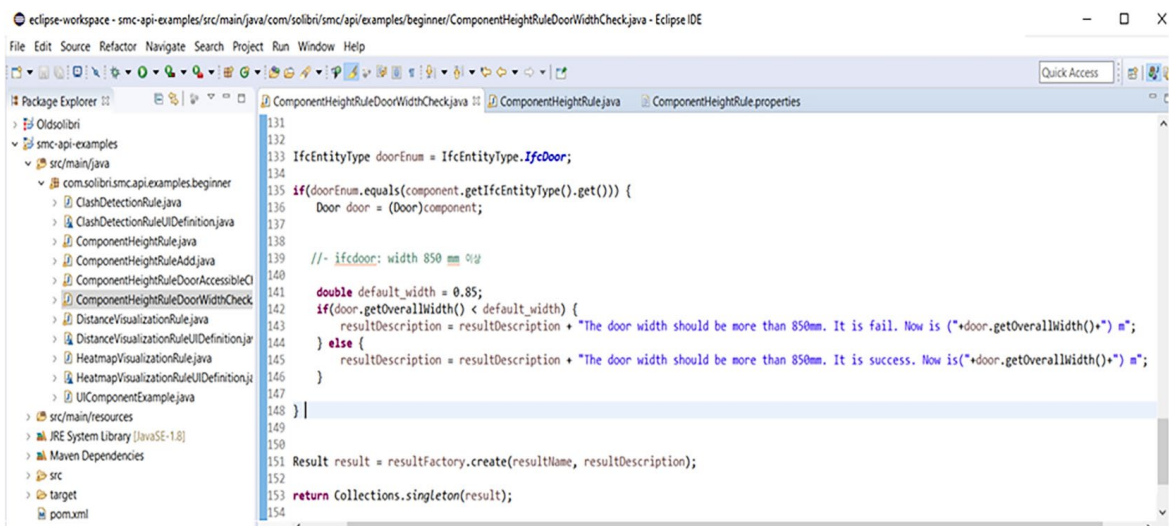 eclipse-workspace - smc-api-examples/src/main/java/com/solibri/smc/api/examples/beginner/ComponentHeightRuleDoorWidthCheck.java - Eclipse IDE
File Edit Source Refactor Navigate Search Project Run Window Help
Quick Access
Package Explorer
ComponentHeightRuleDoorWidthCheck.java
ComponentHeightRule.java
ComponentHeightRule.properties
Oldsolibri
smc-api-examples
src/main/java
com.solibri.smc.api.examples.beginner
ClashDetectionRule.java
ClashDetectionRuleUIDefinition.java
ComponentHeightRule.java
ComponentHeightRuleAdd.java
ComponentHeightRuleDoorAccessibleCl
ComponentHeightRuleDoorWidthCheck.
DistanceVisualizationRule.java
DistanceVisualizationRuleUIDefinition.jav
HeatmapVisualizationRule.java
HeatmapVisualizationRuleUIDefinition.ja
UIComponentExample.java
src/main/resources
JRE System Library [JavaSE-1.8]
Maven Dependencies
src
target
pom.xml
131
132
133 IfcEntityType doorEnum = IfcEntityType.IfcDoor;
134
135 if(doorEnum.equals(component.getIfcEntityType().get())) {
136 Door door = (Door)component;
137
138
139 //- ifcdoor: width 850 mm 이상
140
141 double default_width = 0.85;
142 if(door.getOverallWidth() < default_width) {
143 resultDescription = resultDescription + "The door width should be more than 850mm. It is fail. Now is ("+door.getOverallWidth()+") m";
144 } else {
145 resultDescription = resultDescription + "The door width should be more than 850mm. It is success. Now is("+door.getOverallWidth()+") m";
146 }
147
148 }
149
150
151 Result result = resultFactory.create(resultName, resultDescription);
152
153 return Collections.singleton(result);
154